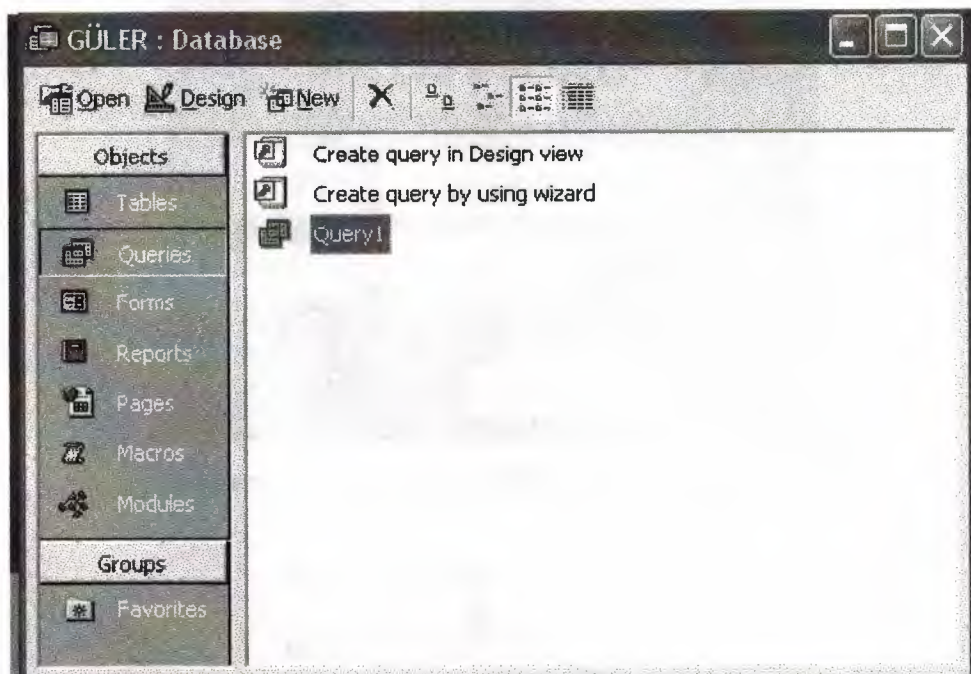 GÜLER : Database
Open Design New
Objects
Tables
Queries
Forms
Reports
Pages
Macros
Modules
Groups
Favorites
Create query in Design view
Create query by using wizard
Query1